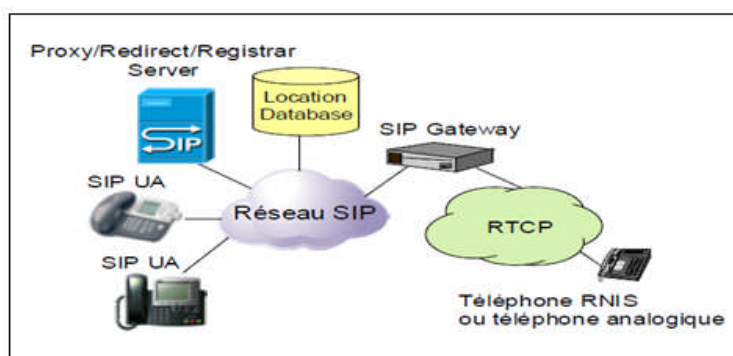 Proxy/Redirect/Registrar
Server
Location
Database
SIP Gateway
SIP
SIP UA
Réseau SIP
RTCP
SIP UA
Téléphone RNIS
ou téléphone analogique